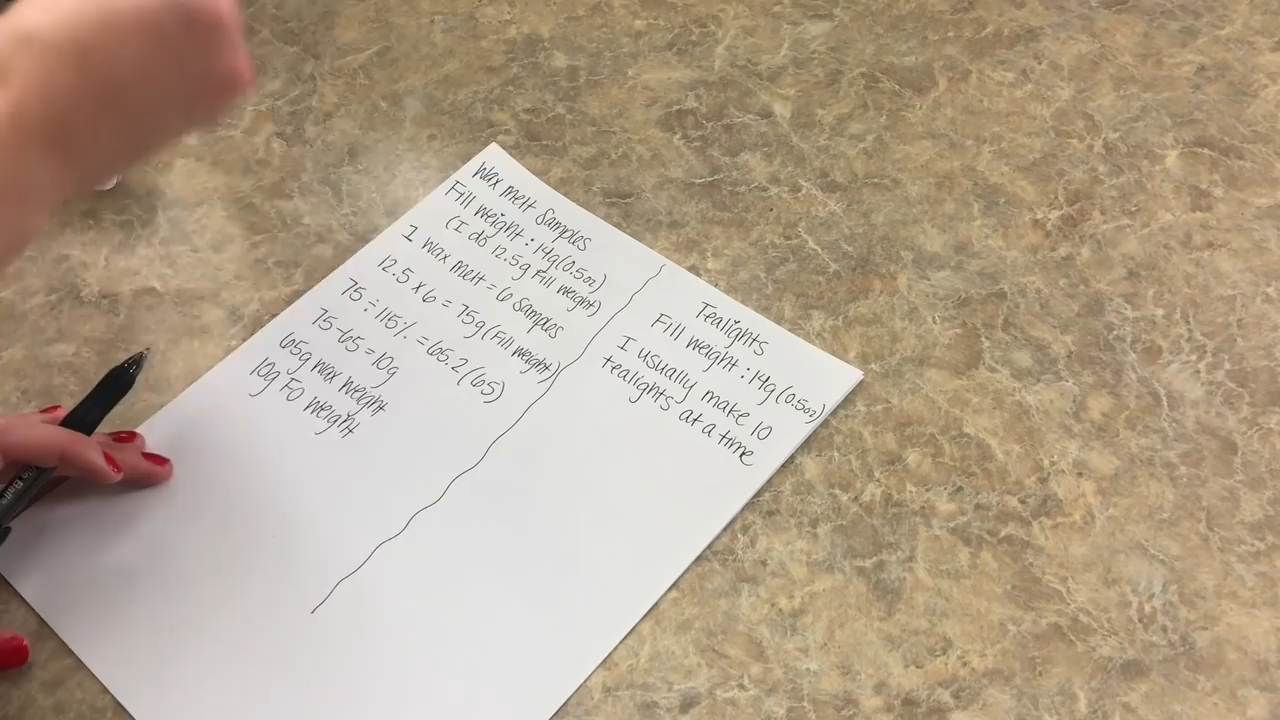 Wax melt Samples
Fill weight : 14g (0.5oz)
(I do 12.5g Fill weight)
1 wax melt = 6 Samples
12.5 x 6 = 75g (Fill weight)
75 ÷ 115% = 65.2 (65)
75-65=10g
65g wax weight
10g FO weight
Tealights
Fill weight : 14g (0.5oz)
I usually make 10
tealights at a time